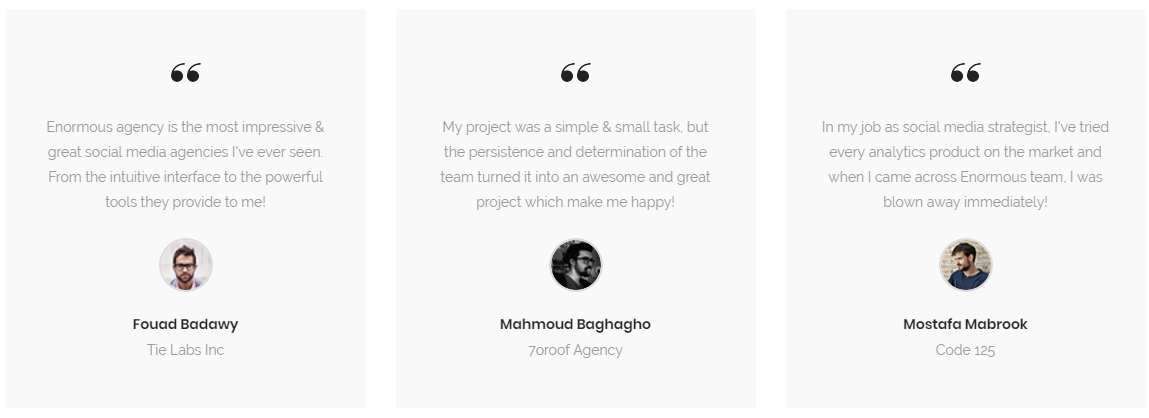 “
Enormous agency is the most impressive &
great social media agencies I've ever seen.
From the intuitive interface to the powerful
tools they provide to me!
Fouad Badawy
Tie Labs Inc
“
My project was a simple & small task, but
the persistence and determination of the
team turned it into an awesome and great
project which make me happy!
Mahmoud Baghagho
7oroof Agency
“
In my job as social media strategist, I've tried
every analytics product on the market and
when I came across Enormous team, I was
blown away immediately!
Mostafa Mabrook
Code 125